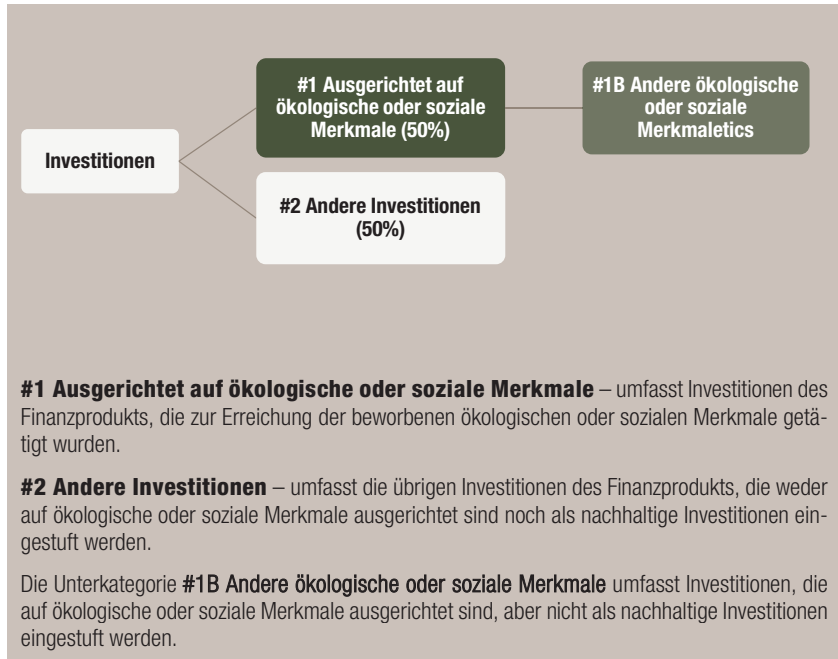 #1 Ausgerichtet auf
ökologische oder soziale
Merkmale (50%)
#1B Andere ökologische
oder soziale
Merkmaletics
Investitionen
#2 Andere Investitionen
(50%)
#1 Ausgerichtet auf ökologische oder soziale Merkmale – umfasst Investitionen des
Finanzprodukts, die zur Erreichung der beworbenen ökologischen oder sozialen Merkmale getä-
tigt wurden.
#2 Andere Investitionen – umfasst die übrigen Investitionen des Finanzprodukts, die weder
auf ökologische oder soziale Merkmale ausgerichtet sind noch als nachhaltige Investitionen ein-
gestuft werden.
Die Unterkategorie #1B Andere ökologische oder soziale Merkmale umfasst Investitionen, die
auf ökologische oder soziale Merkmale ausgerichtet sind, aber nicht als nachhaltige Investitionen
eingestuft werden.